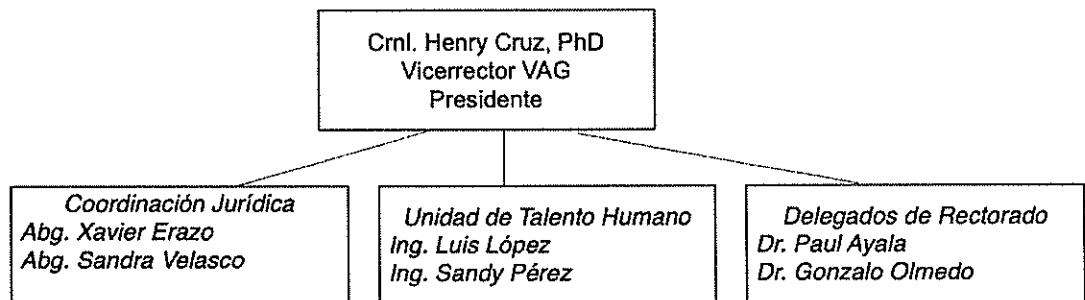 Crnl. Henry Cruz, PhD
Vicerrector VAG
Presidente
Coordinación Jurídica
Abg. Xavier Erazo
Abg. Sandra Velasco
Unidad de Talento Humano
Ing. Luis López
Ing. Sandy Pérez
Delegados de Rectorado
Dr. Paul Ayala
Dr. Gonzalo Olmedo